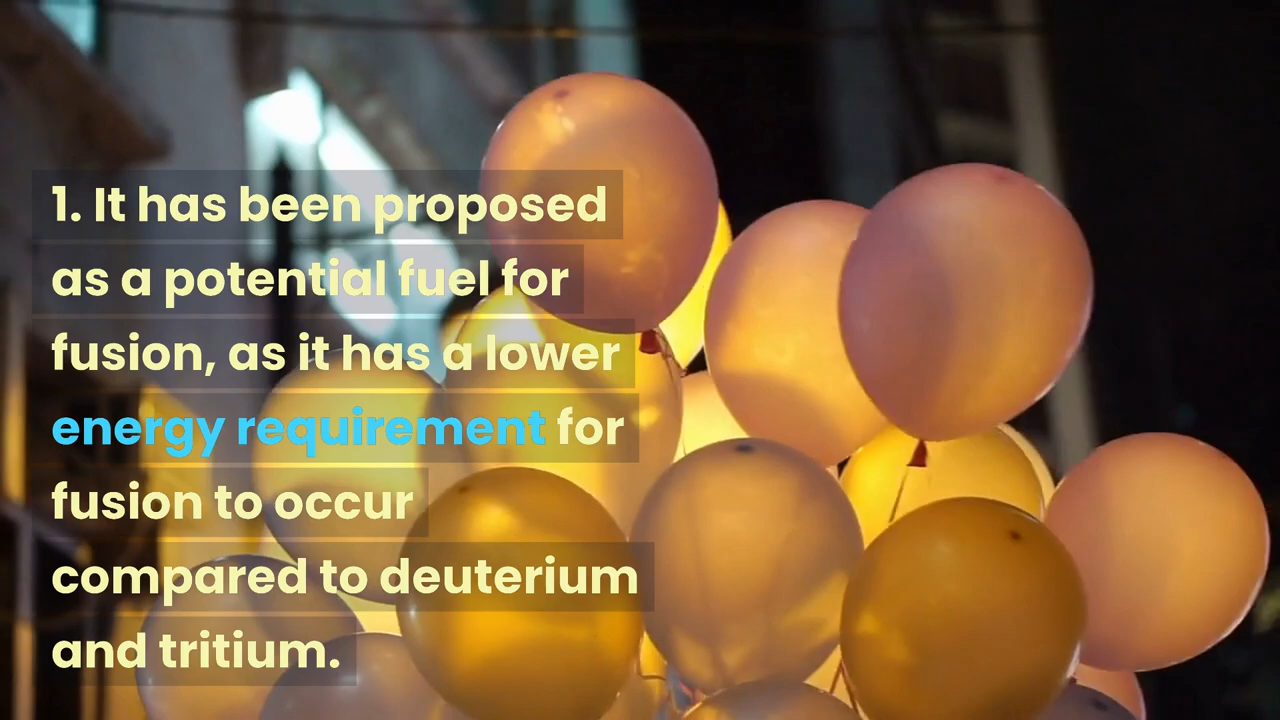 1. It has been proposed
as a potential fuel for
fusion, as it has a lower
energy requirement for
fusion to occur
compared to deuterium
and tritium.